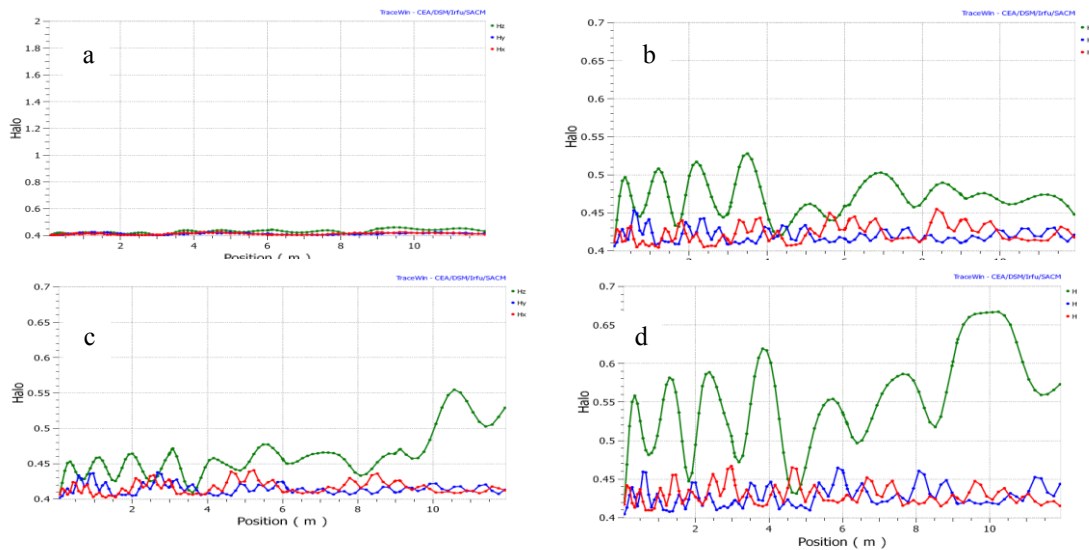 TraceWin - CEA/DSM/Irfu/SACM
a
Hz
Hy
Hx
Halo
2
1.8
1.6
1.4
1.2
1
0.8
0.6
0.4
2 4 6 8 10
Position ( m )
TraceWin - CEA/DSM/Irfu/SACM
b
H
H
H
Halo
0.7
0.65
0.6
0.55
0.5
0.45
0.4
2 4 6 8 10
Position ( m )
TraceWin - CEA/DSM/Irfu/SACM
c
Hz
Hy
Hx
Halo
0.7
0.65
0.6
0.55
0.5
0.45
0.4
2 4 6 8 10
Position ( m )
TraceWin - CEA/DSM/Irfu/SACM
d
H
H
H
Halo
0.7
0.65
0.6
0.55
0.5
0.45
0.4
2 4 6 8 10
Position ( m )